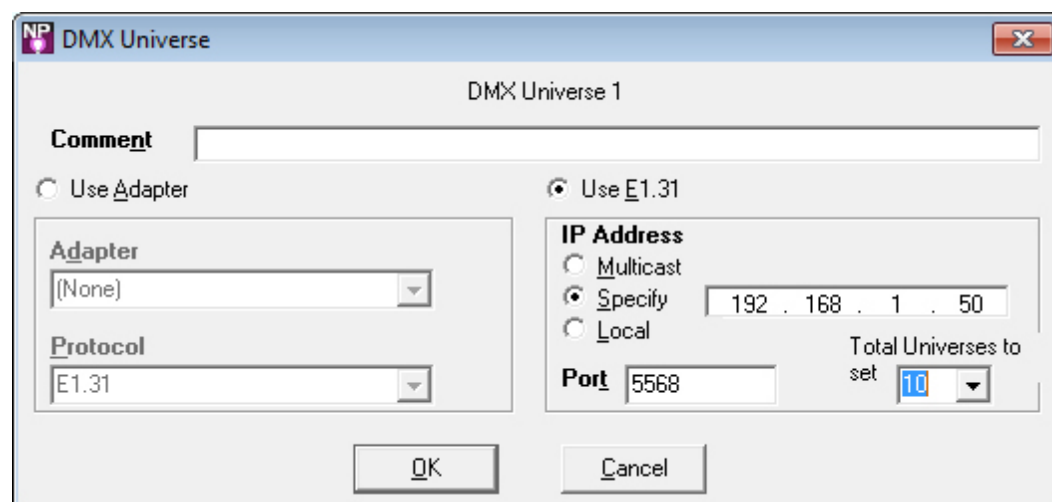 NP DMX Universe
DMX Universe 1
Comment
Use Adapter
Use E1.31
Adapter
(None)
Protocol
E1.31
IP Address
Multicast
Specify 192 . 168 . 1 . 50
Local
Port 5568
Total Universes to
set 10
OK Cancel